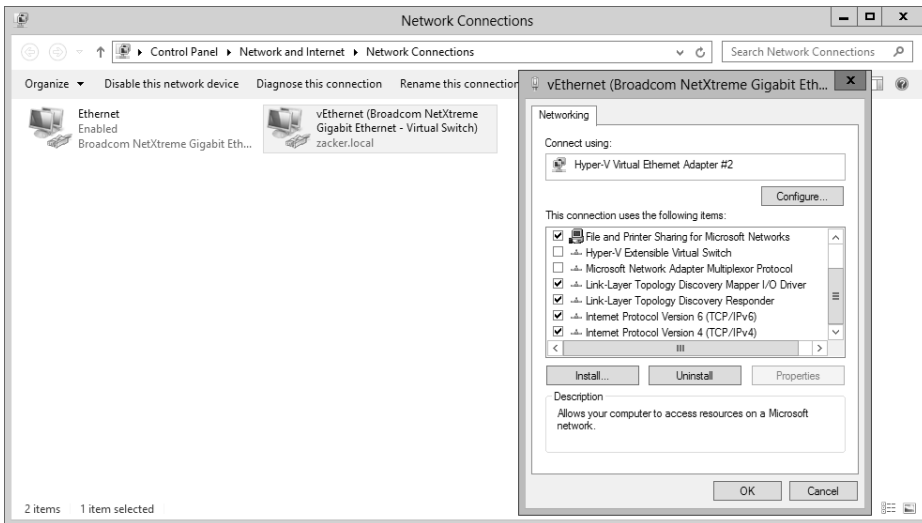 Network Connections
Control Panel Network and Internet Network Connections
Search Network Connections
Organize
Disable this network device
Diagnose this connection
Rename this connection
Ethernet
Enabled
Broadcom NetXtreme Gigabit Eth...
vEthernet (Broadcom NetXtreme
Gigabit Ethernet - Virtual Switch)
zacker.local
vEthernet (Broadcom NetXtreme Gigabit Eth...
Networking
Connect using:
Hyper-V Virtual Ethernet Adapter #2
Configure...
This connection uses the following items:
File and Printer Sharing for Microsoft Networks
Hyper-V Extensible Virtual Switch
Microsoft Network Adapter Multiplexor Protocol
Link-Layer Topology Discovery Mapper I/O Driver
Link-Layer Topology Discovery Responder
Internet Protocol Version 6 (TCP/IPv6)
Internet Protocol Version 4 (TCP/IPv4)
Install...
Uninstall
Properties
Description
Allows your computer to access resources on a Microsoft
network.
OK
Cancel
2 items
1 item selected